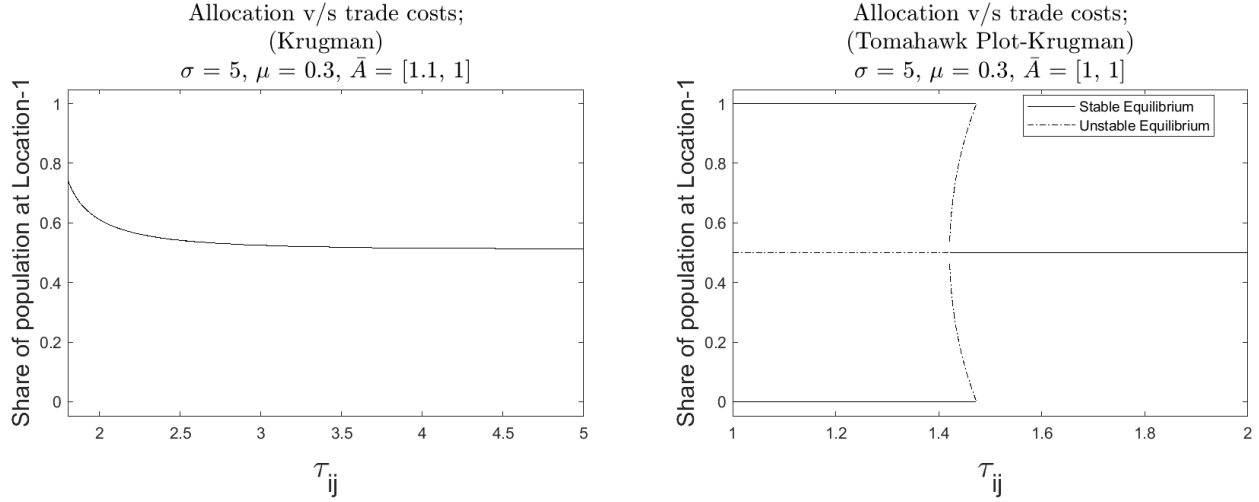 Allocation v/s trade costs;
(Krugman)
σ = 5, μ = 0.3, Ā = [1.1, 1]
Share of population at Location-1
1
0.8
0.6
0.4
0.2
0
2
2.5
3
3.5
4
4.5
5
τij
Allocation v/s trade costs;
(Tomahawk Plot-Krugman)
σ = 5, μ = 0.3, Ā = [1, 1]
Share of population at Location-1
1
0.8
0.6
0.4
0.2
0
Stable Equilibrium
Unstable Equilibrium
1
1.2
1.4
1.6
1.8
2
τij